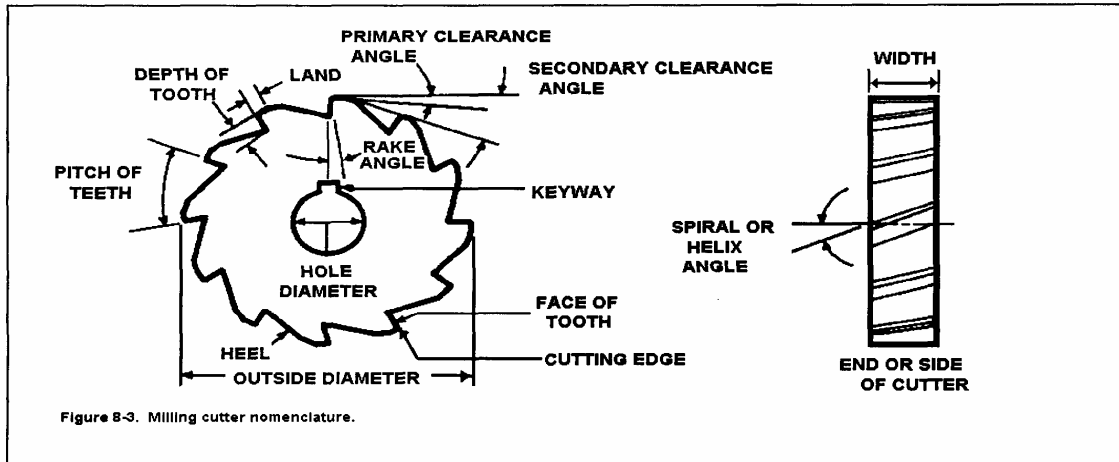 PRIMARY CLEARANCE
ANGLE
SECONDARY CLEARANCE
ANGLE
WIDTH
DEPTH OF
TOOTH
LAND
RAKE
ANGLE
PITCH OF
TEETH
KEYWAY
SPIRAL OR
HELIX
ANGLE
HOLE
DIAMETER
FACE OF
TOOTH
HEEL
CUTTING EDGE
OUTSIDE DIAMETER
END OR SIDE
OF CUTTER
Figure 8-3. Milling cutter nomenclature.